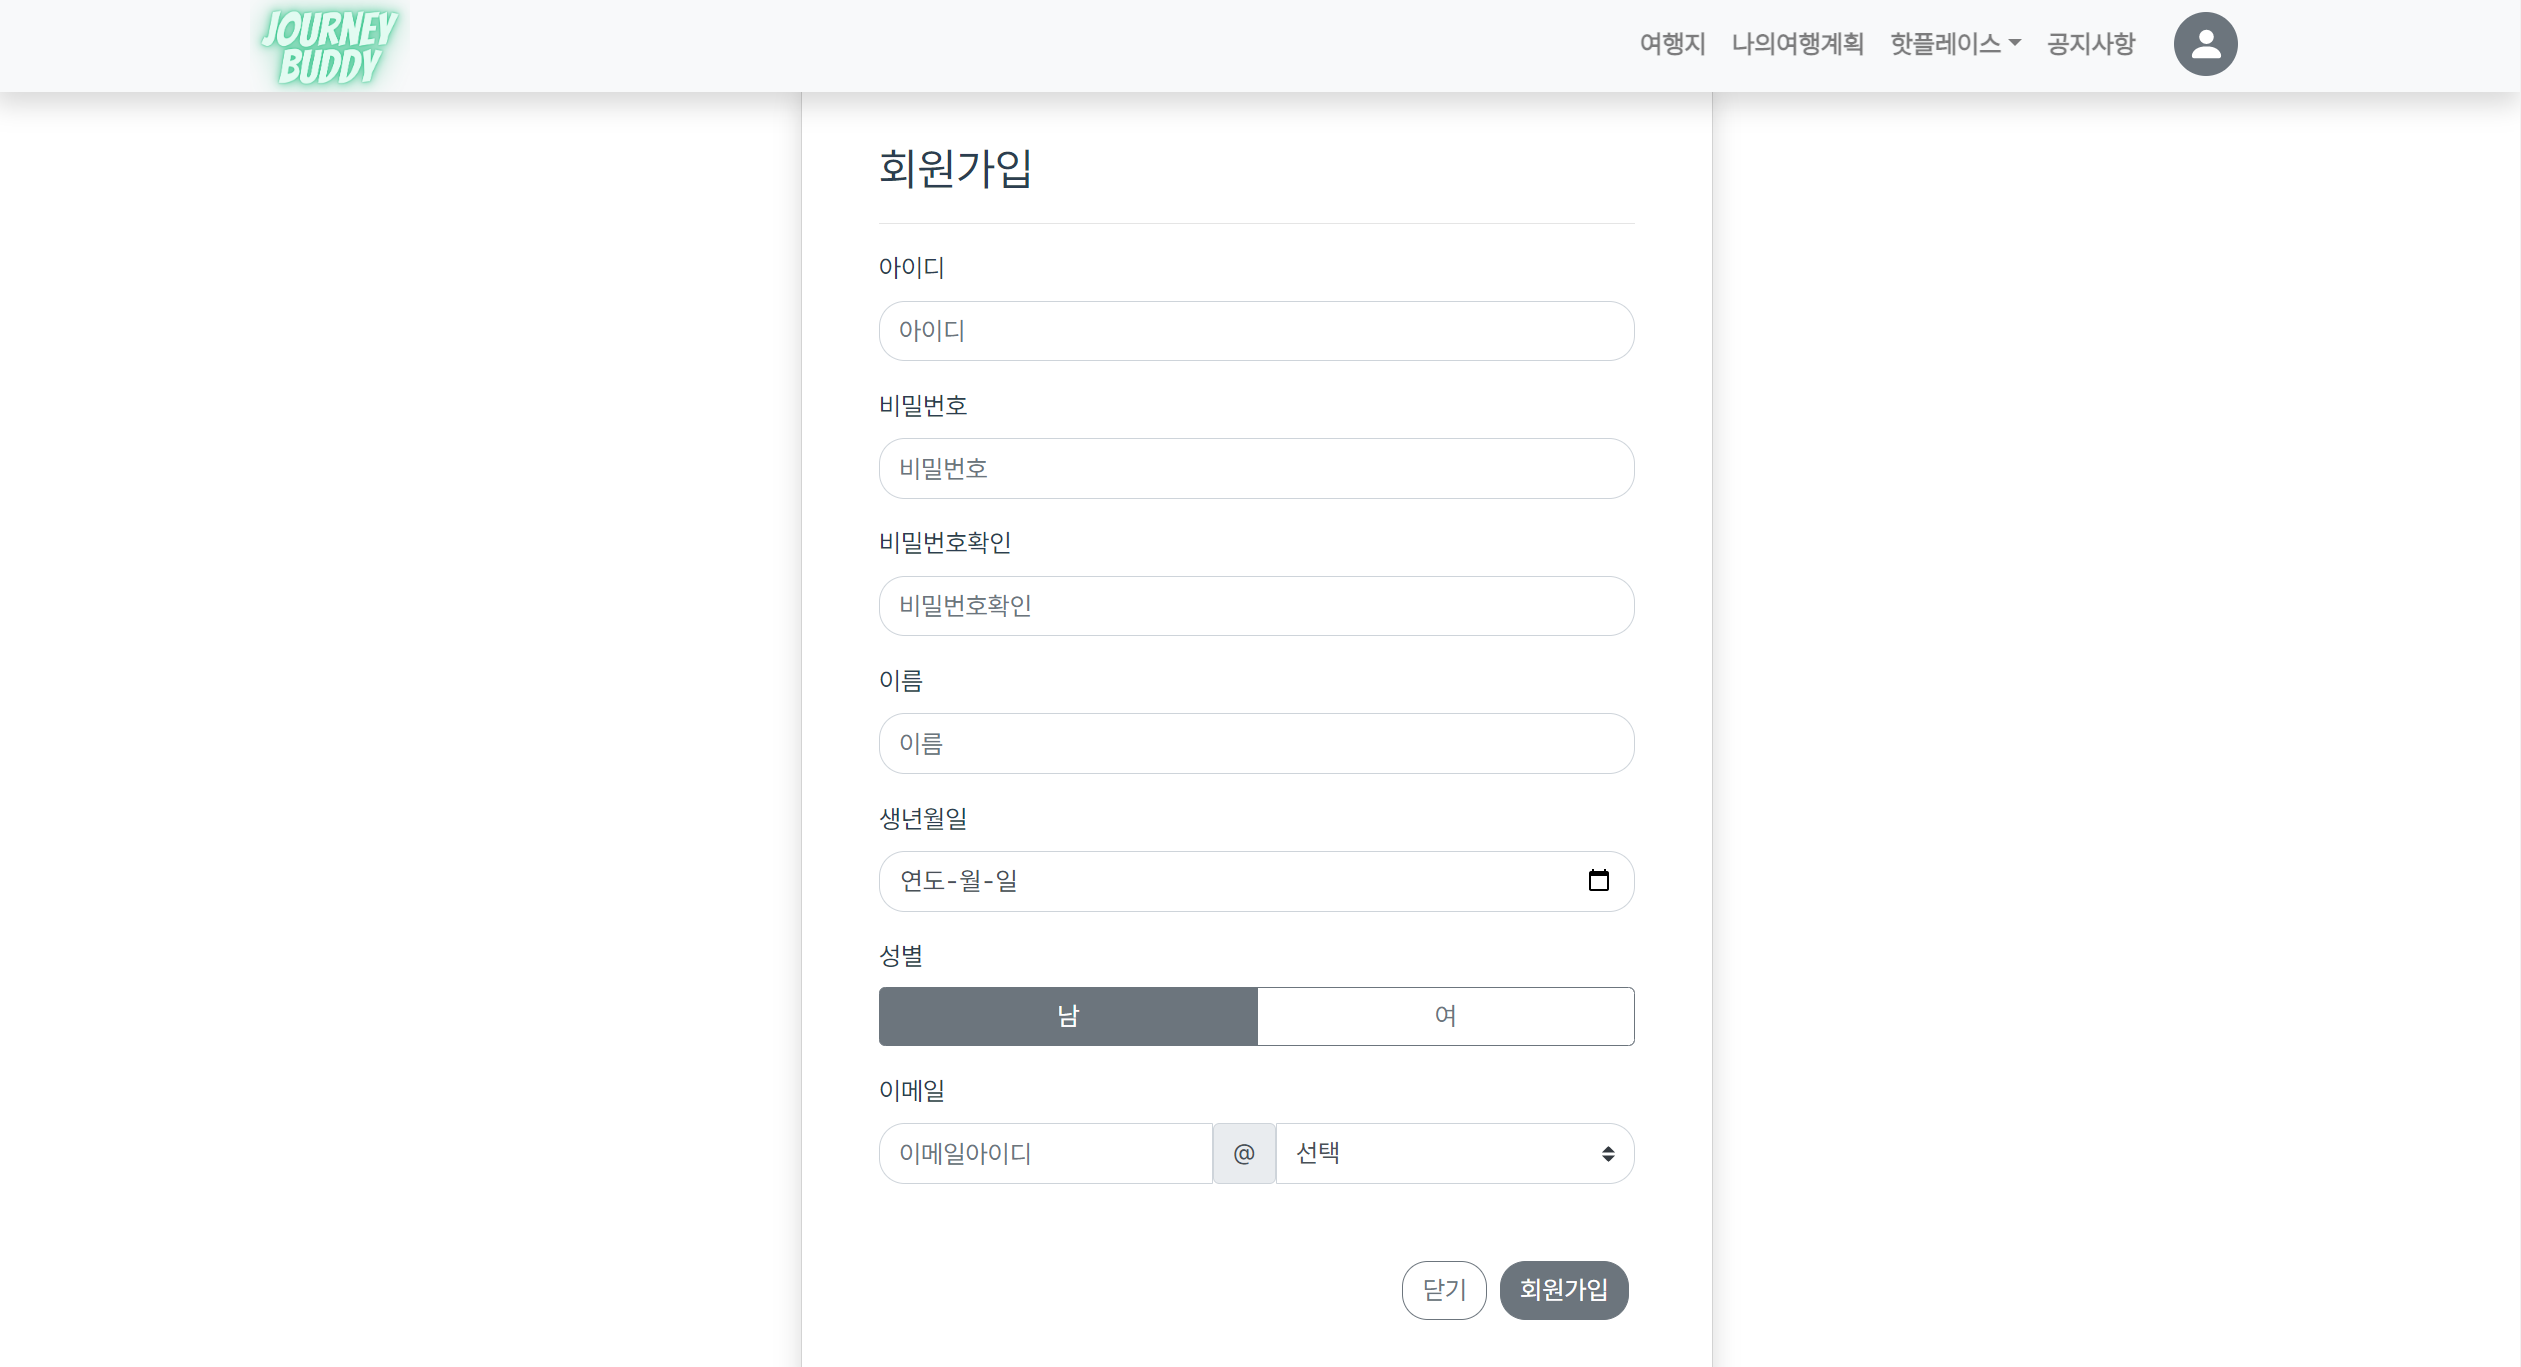 JOURNEY
BUDDY
여행지 나의여행계획 핫플레이스 공지사항
회원가입
아이디
아이디
비밀번호
비밀번호
비밀번호확인
비밀번호확인
이름
이름
생년월일
연도-월-일
성별
남 여
이메일
이메일아이디 @ 선택
닫기 회원가입